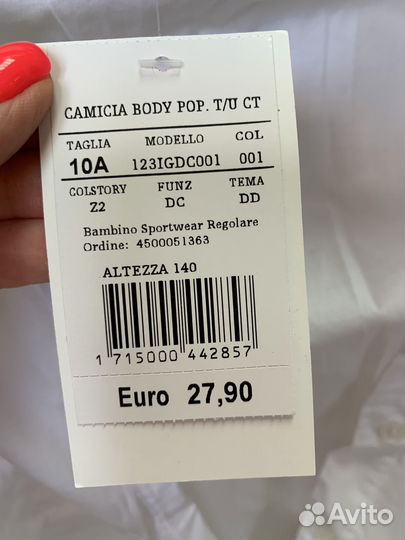 CAMICIA BODY POP. T/U CT
TAGLIA MODELLO COL
10A 123IGDC001 001
COLSTORY FUNZ TEMA
Z2 DC DD
Bambino Sportwear Regolare
Ordine: 4500051363
ALTEZZA 140
1 715000 442857
Euro 27,90
Avito